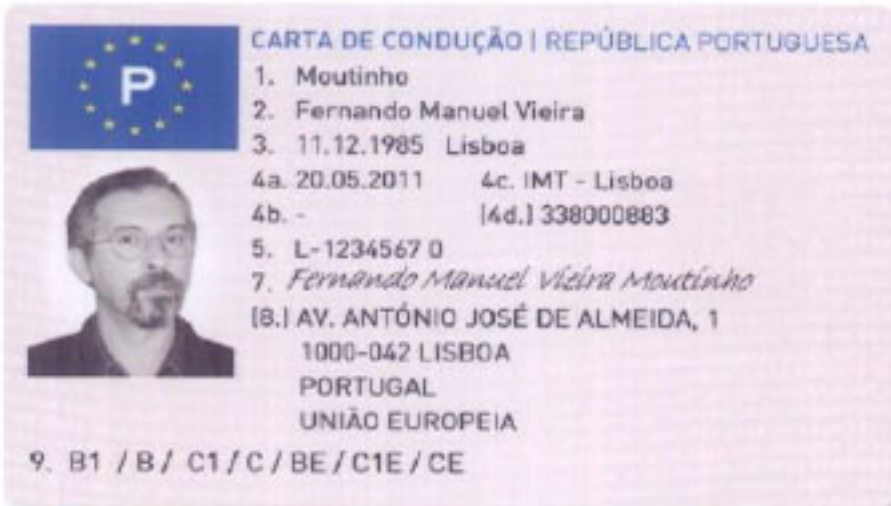 P
CARTA DE CONDUÇÃO | REPÚBLICA PORTUGUESA
1. Moutinho
2. Fernando Manuel Vieira
3. 11.12.1985 Lisboa
4a. 20.05.2011 4c. IMT - Lisboa
4b. - (4d.) 338000883
5. L-1234567 0
7. Fernando Manuel Vieira Moutinho
(8.) AV. ANTÓNIO JOSÉ DE ALMEIDA, 1
1000-042 LISBOA
PORTUGAL
UNIÃO EUROPEIA
9. B1 / B / C1 / C / BE / C1E / CE